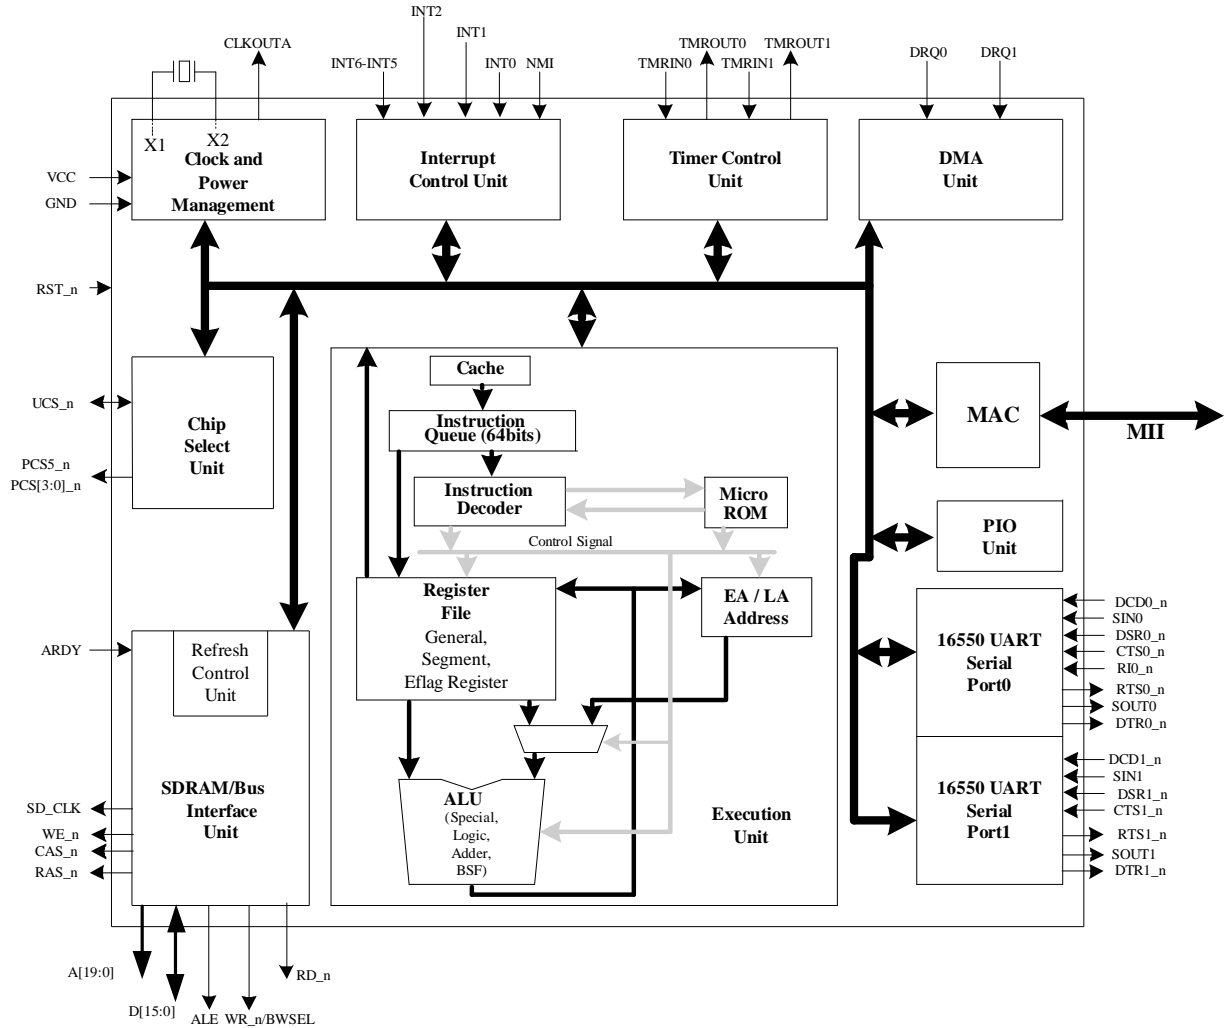 INT2
CLKOUTA
INT1
TMROUT0
TMROUT1
DRQ0
DRQ1
INT6-INT5
INT0
NMI
TMRIN0
TMRIN1
X1
X2
Clock and
Power
Management
Interrupt
Control Unit
Timer Control
Unit
DMA
Unit
VCC
GND
RST_n
Cache
UCS_n
Chip
Select
Unit
Instruction
Queue (64bits)
MAC
MII
PCS5_n
PCS[3:0]_n
Instruction
Decoder
Micro
ROM
PIO
Unit
Control Signal
Register
File
General,
Segment,
Eflag Register
EA / LA
Address
16550 UART
Serial
Port0
DCD0_n
SIN0
DSR0_n
CTS0_n
RI0_n
RTS0_n
SOUT0
DTR0_n
ARDY
Refresh
Control
Unit
SDRAM/Bus
Interface
Unit
ALU
(Special,
Logic,
Adder,
BSF)
Execution
Unit
16550 UART
Serial
Port1
DCD1_n
SIN1
DSR1_n
CTS1_n
RTS1_n
SOUT1
DTR1_n
SD_CLK
WE_n
CAS_n
RAS_n
A[19:0]
RD_n
D[15:0]
ALE
WR_n/BWSEL